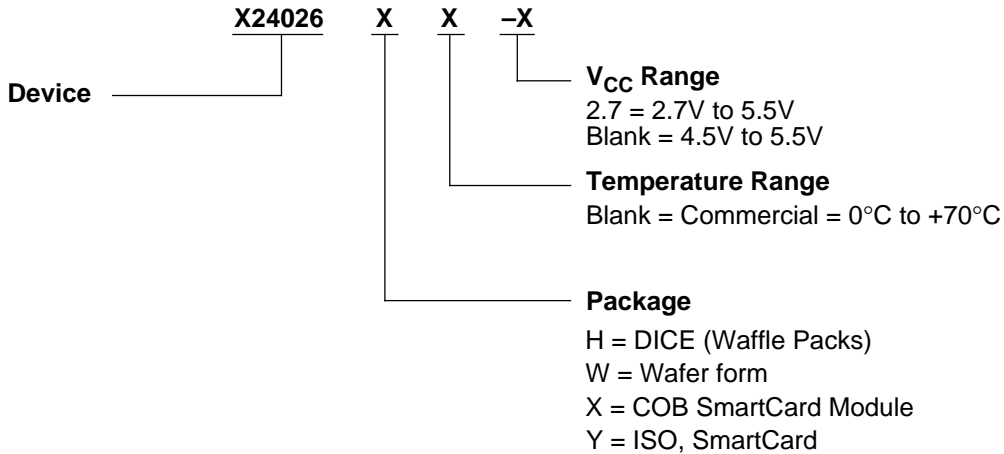 X24026 X X –X
Device
VCC Range
2.7 = 2.7V to 5.5V
Blank = 4.5V to 5.5V
Temperature Range
Blank = Commercial = 0°C to +70°C
Package
H = DICE (Waffle Packs)
W = Wafer form
X = COB SmartCard Module
Y = ISO, SmartCard